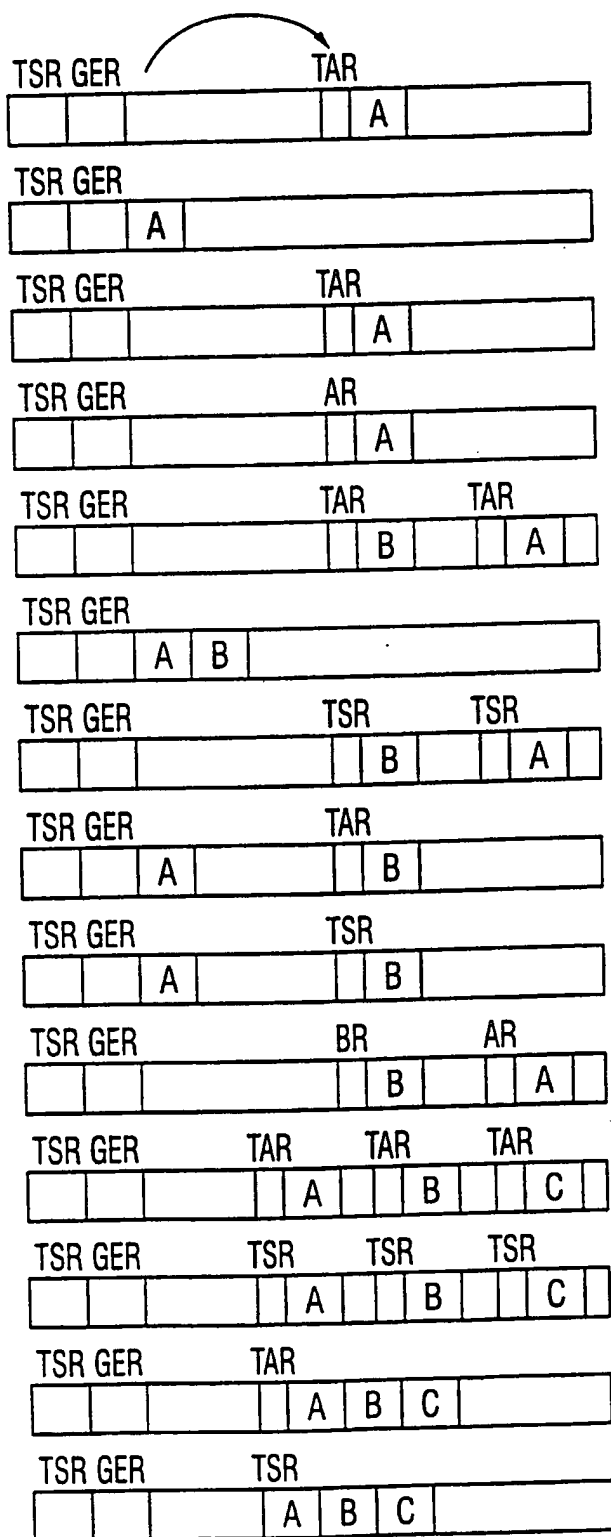 TSR GER TAR
A
TSR GER
A
TSR GER TAR
A
TSR GER AR
A
TSR GER TAR TAR
B A
TSR GER
A B
TSR GER TSR TSR
B A
TSR GER TAR
A B
TSR GER TSR
A B
TSR GER BR AR
B A
TSR GER TAR TAR TAR
A B C
TSR GER TSR TSR TSR
A B C
TSR GER TAR
A B C
TSR GER TSR
A B C